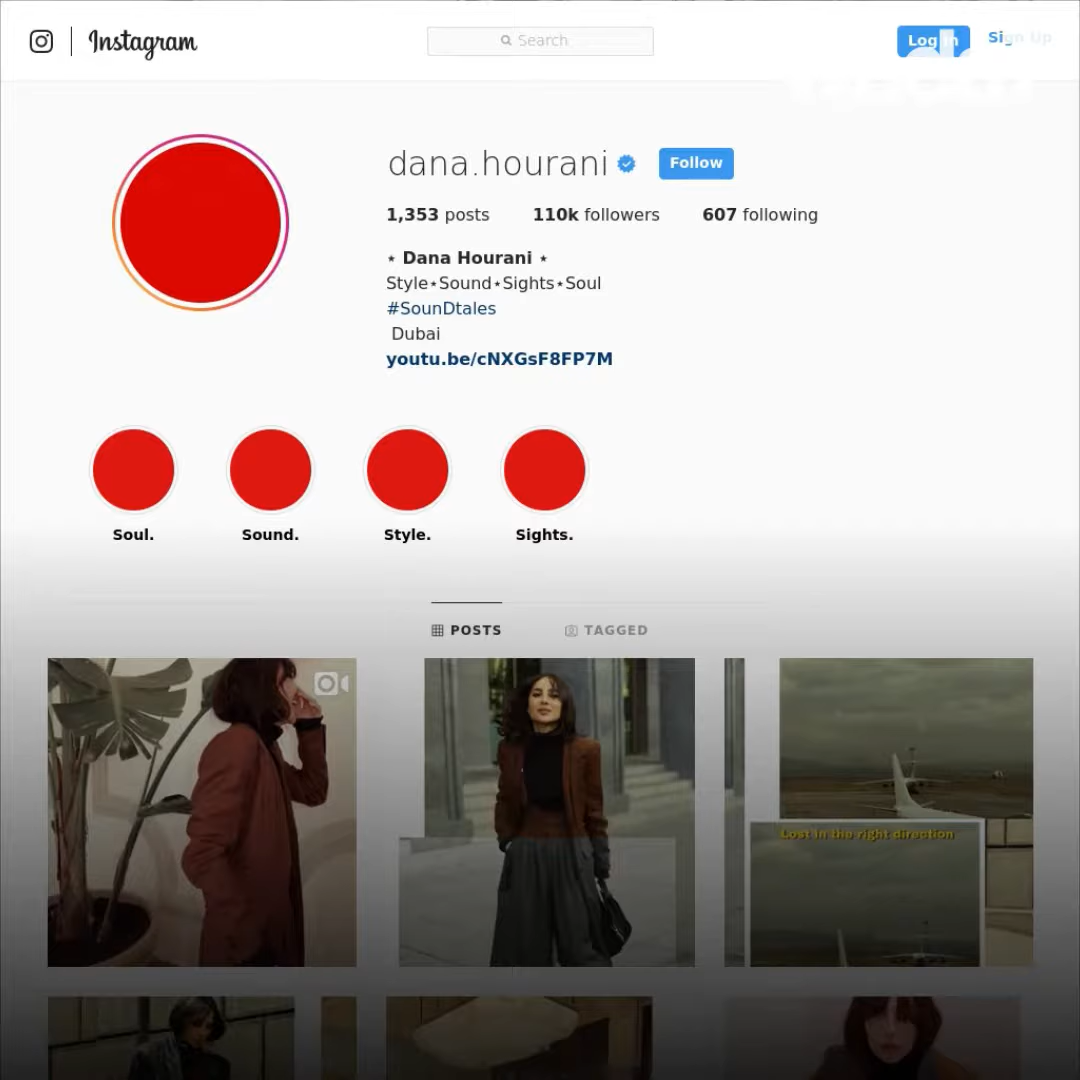 Instagram
Search
Log in
Sign Up
dana.hourani
Follow
1,353 posts 110k followers 607 following
⋆ Dana Hourani ⋆
Style⋆Sound⋆Sights⋆Soul
#SounDtales
Dubai
youtu.be/cNXGsF8FP7M
Soul. Sound. Style. Sights.
POSTS TAGGED
Lost in the right direction